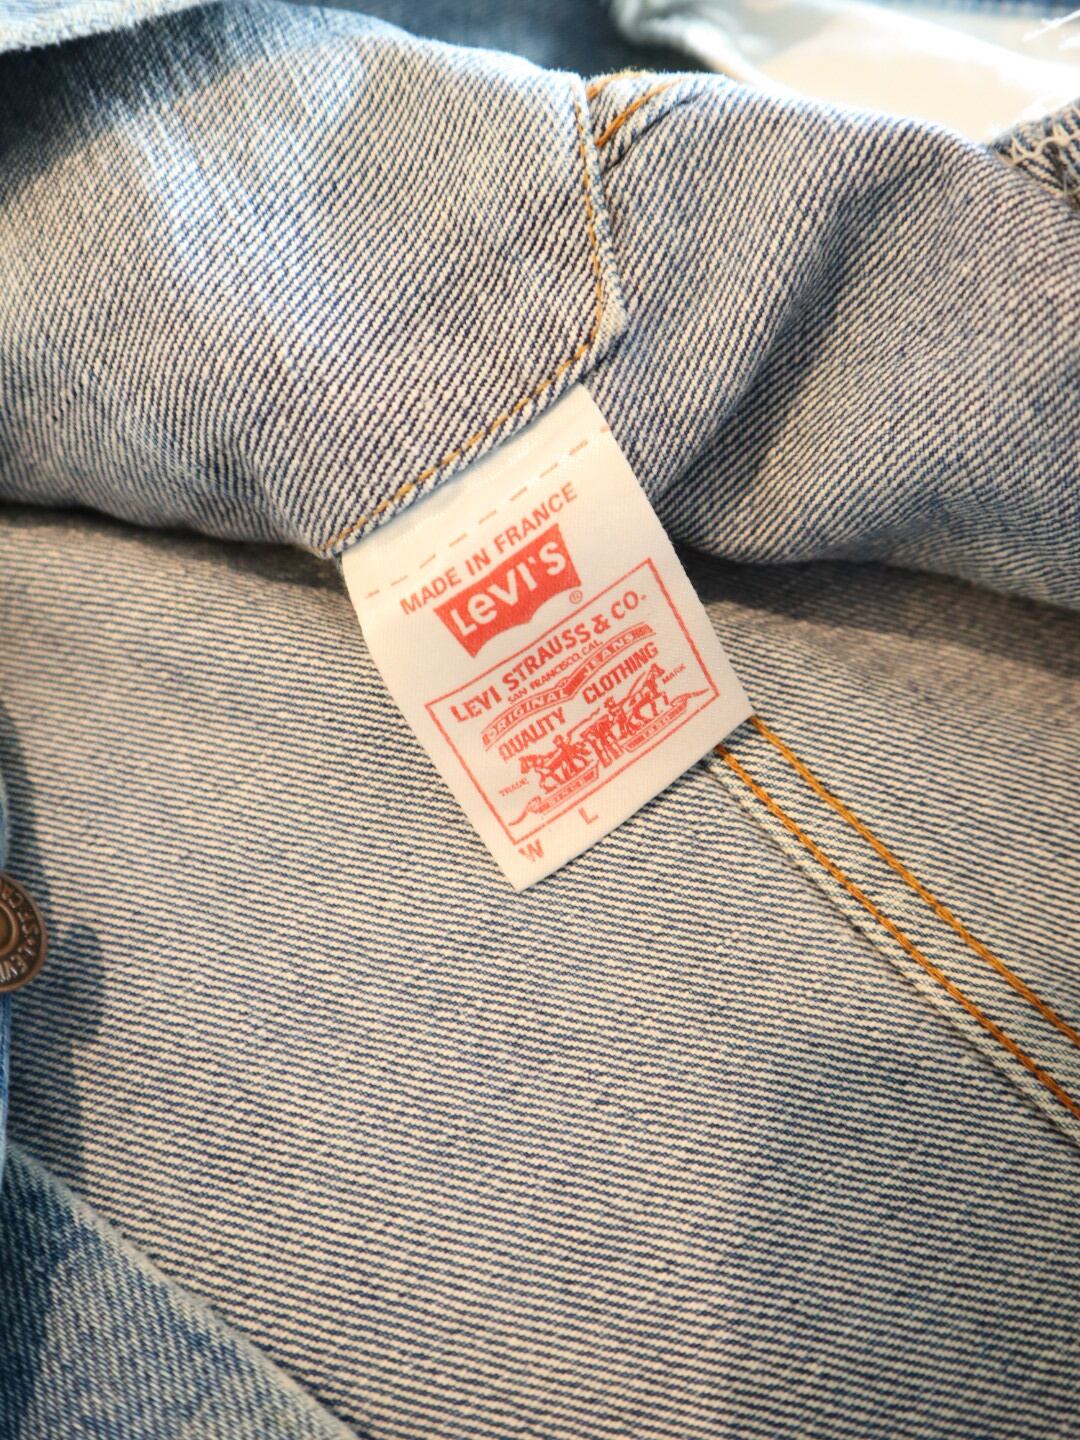 MADE IN FRANCE
LeVI'S
®
LEVI STRAUSS & CO.
SAN FRANCISCO, CAL.
ORIGINAL JEANS
QUALITY CLOTHING
TRADE MARK
W L